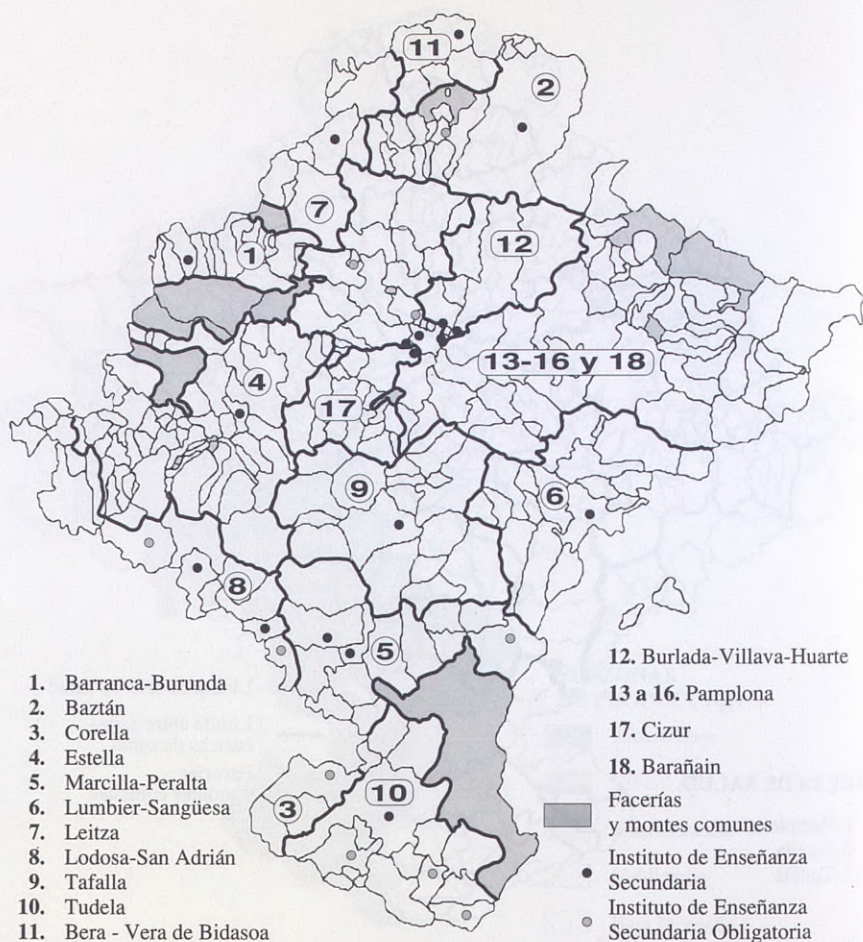 11
2
7
1
12
4
13-16 y 18
17
9
6
8
5
3
10
1. Barranca-Burunda
2. Baztán
3. Corella
4. Estella
5. Marcilla-Peralta
6. Lumbier-Sangüesa
7. Leitza
8. Lodosa-San Adrián
9. Tafalla
10. Tudela
11. Bera - Vera de Bidasoa
12. Burlada-Villava-Huarte
13 a 16. Pamplona
17. Cizur
18. Barañain
Facerías
y montes comunes
Instituto de Enseñanza
Secundaria
Instituto de Enseñanza
Secundaria Obligatoria